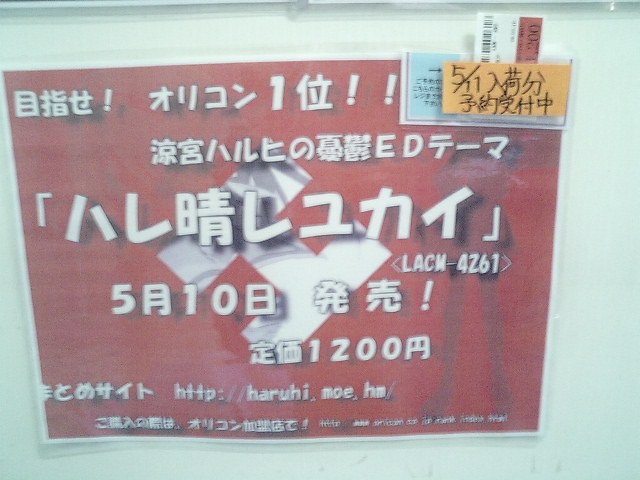 5/11入荷分
予約受付中
目指せ! オリコン1位!!
涼宮ハルヒの憂鬱EDテーマ
「ハレ晴レユカイ」
<LACM-4261>
5月10日 発売!
定価1200円
まとめサイト http://haruhi.moe.hm/
ご購入の際は、オリコン加盟店で!